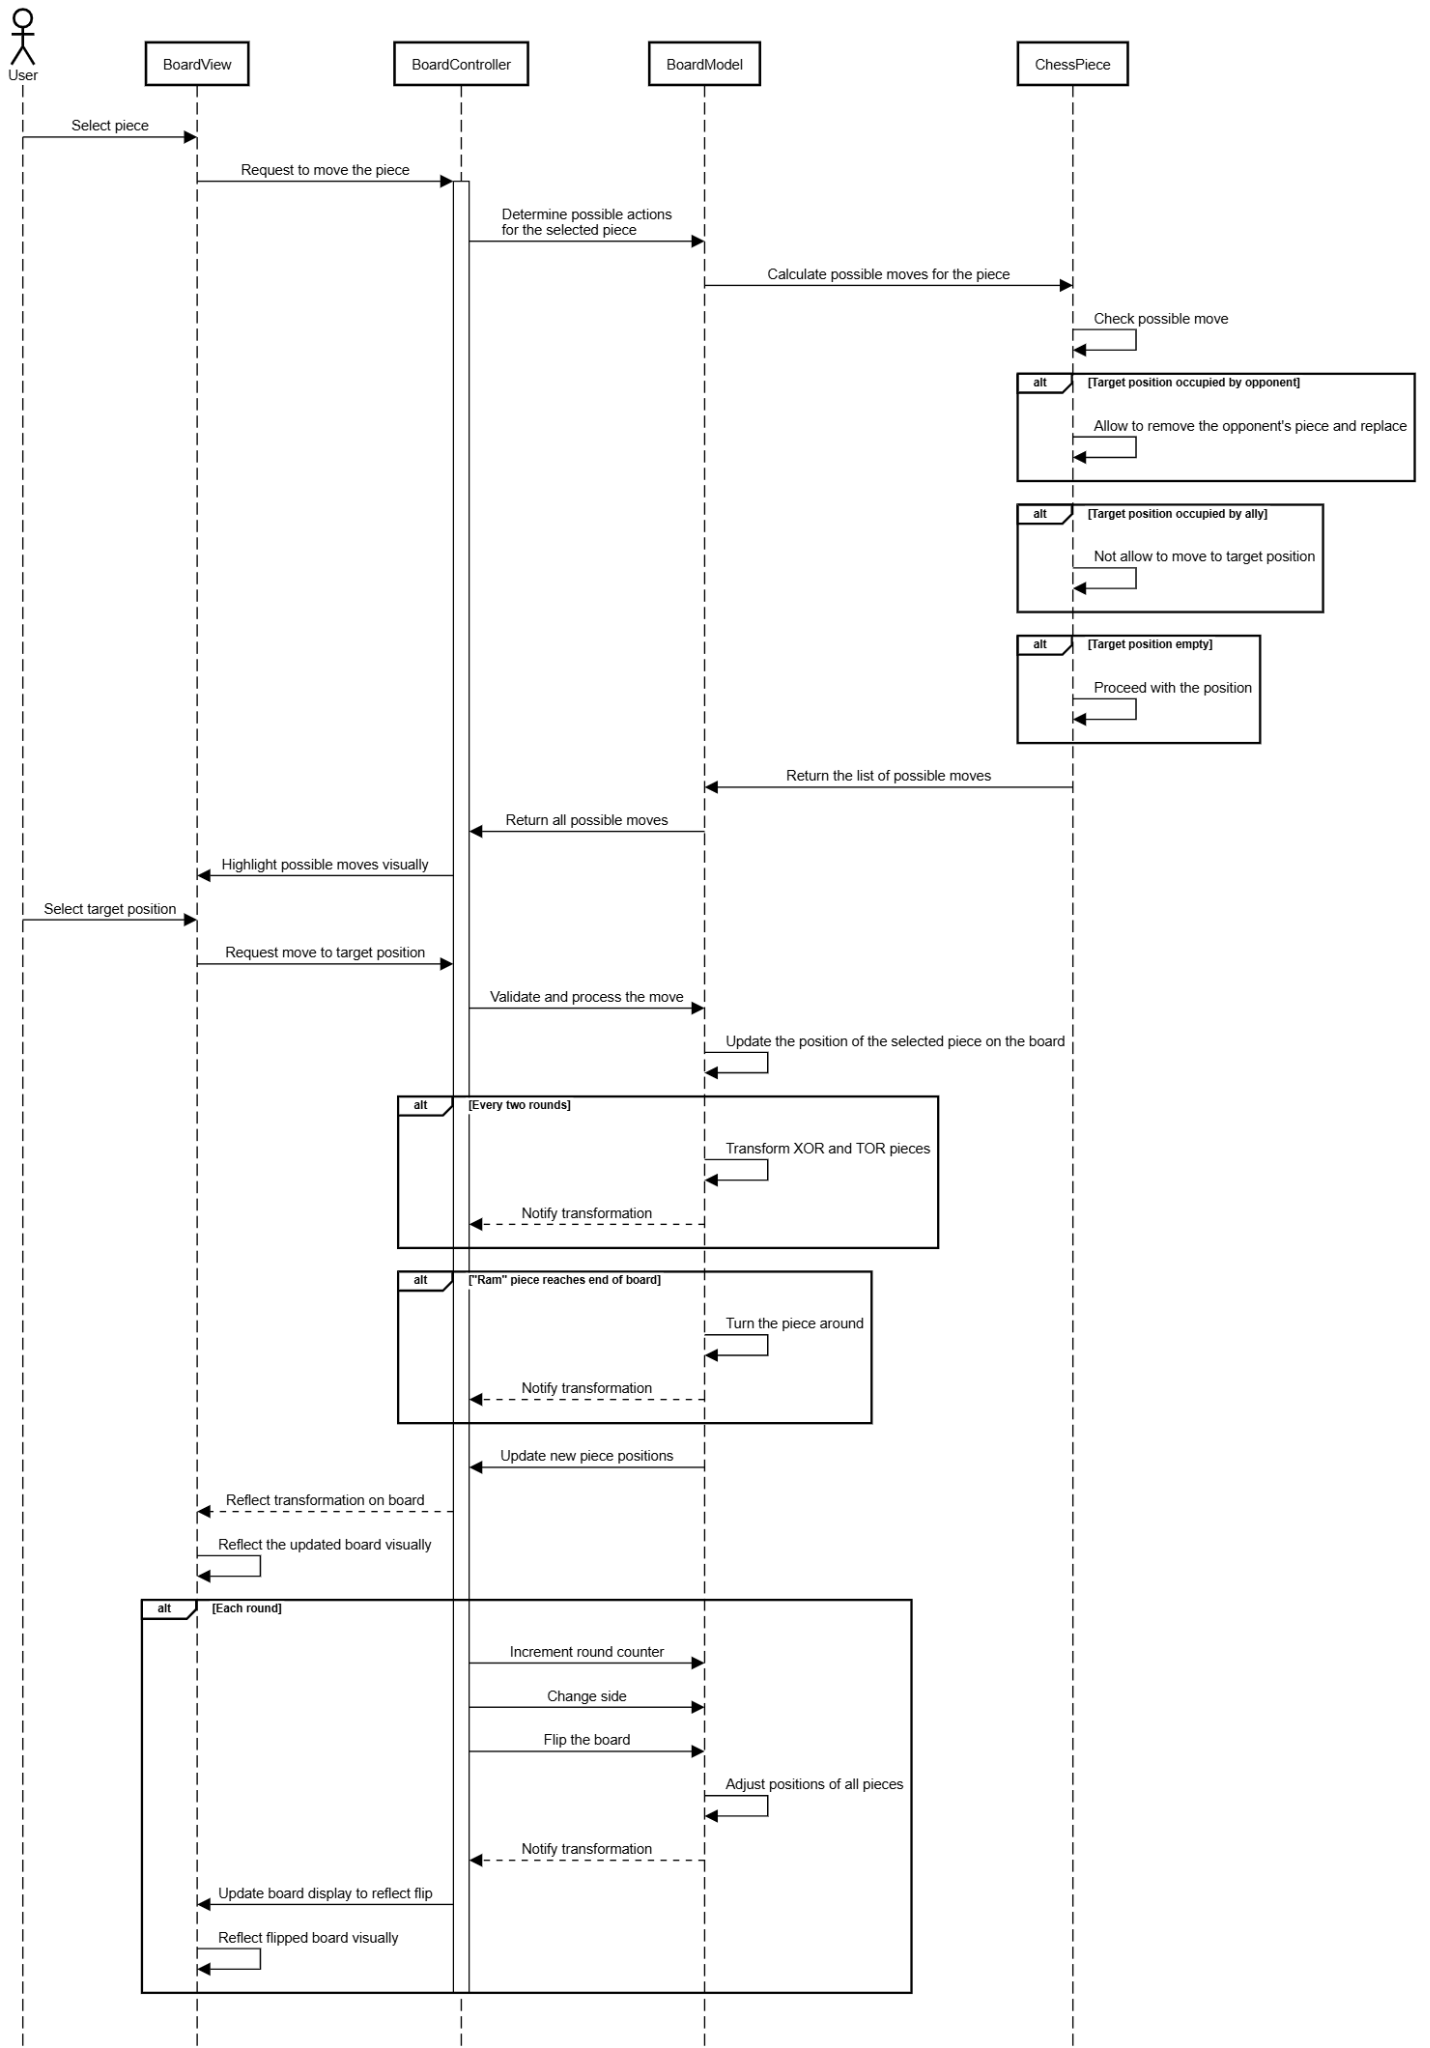 User
BoardView
BoardController
BoardModel
ChessPiece
Select piece
Request to move the piece
Determine possible actions
for the selected piece
Calculate possible moves for the piece
Check possible move
alt
[Target position occupied by opponent]
Allow to remove the opponent's piece and replace
alt
[Target position occupied by ally]
Not allow to move to target position
alt
[Target position empty]
Proceed with the position
Return the list of possible moves
Return all possible moves
Highlight possible moves visually
Select target position
Request move to target position
Validate and process the move
Update the position of the selected piece on the board
alt
[Every two rounds]
Transform XOR and TOR pieces
Notify transformation
alt
["Ram" piece reaches end of board]
Turn the piece around
Notify transformation
Update new piece positions
Reflect transformation on board
Reflect the updated board visually
alt
[Each round]
Increment round counter
Change side
Flip the board
Adjust positions of all pieces
Notify transformation
Update board display to reflect flip
Reflect flipped board visually